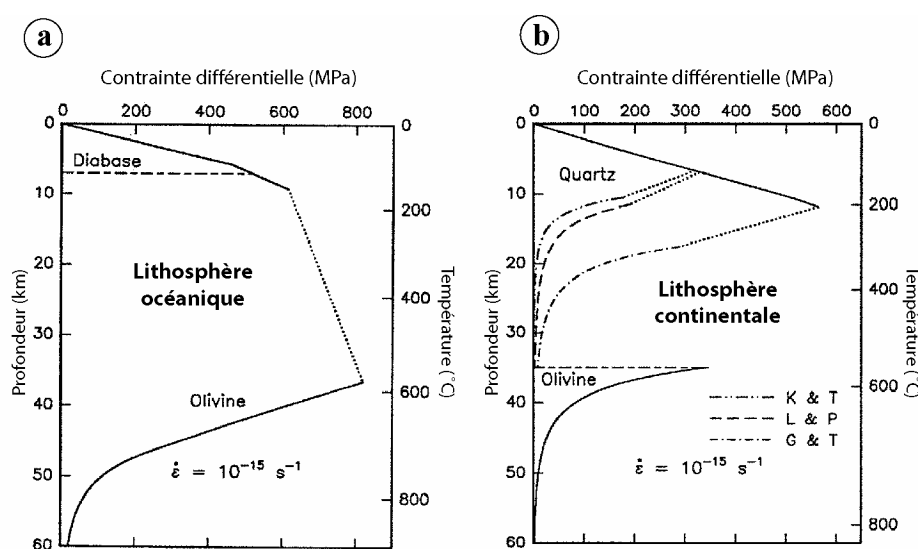 a
Contrainte différentielle (MPa)
0 200 400 600 800
0
10
20
30
40
50
60
Profondeur (km)
Diabase
Lithosphère
océanique
Olivine
ε̇ = 10⁻¹⁵ s⁻¹
0
200
400
600
800
Température (°C)
b
Contrainte différentielle (MPa)
0 100 200 300 400 500 600
0
10
20
30
40
50
60
Profondeur (km)
Quartz
Lithosphère
continentale
Olivine
K & T
L & P
G & T
ε̇ = 10⁻¹⁵ s⁻¹
0
200
400
600
800
Température (°C)